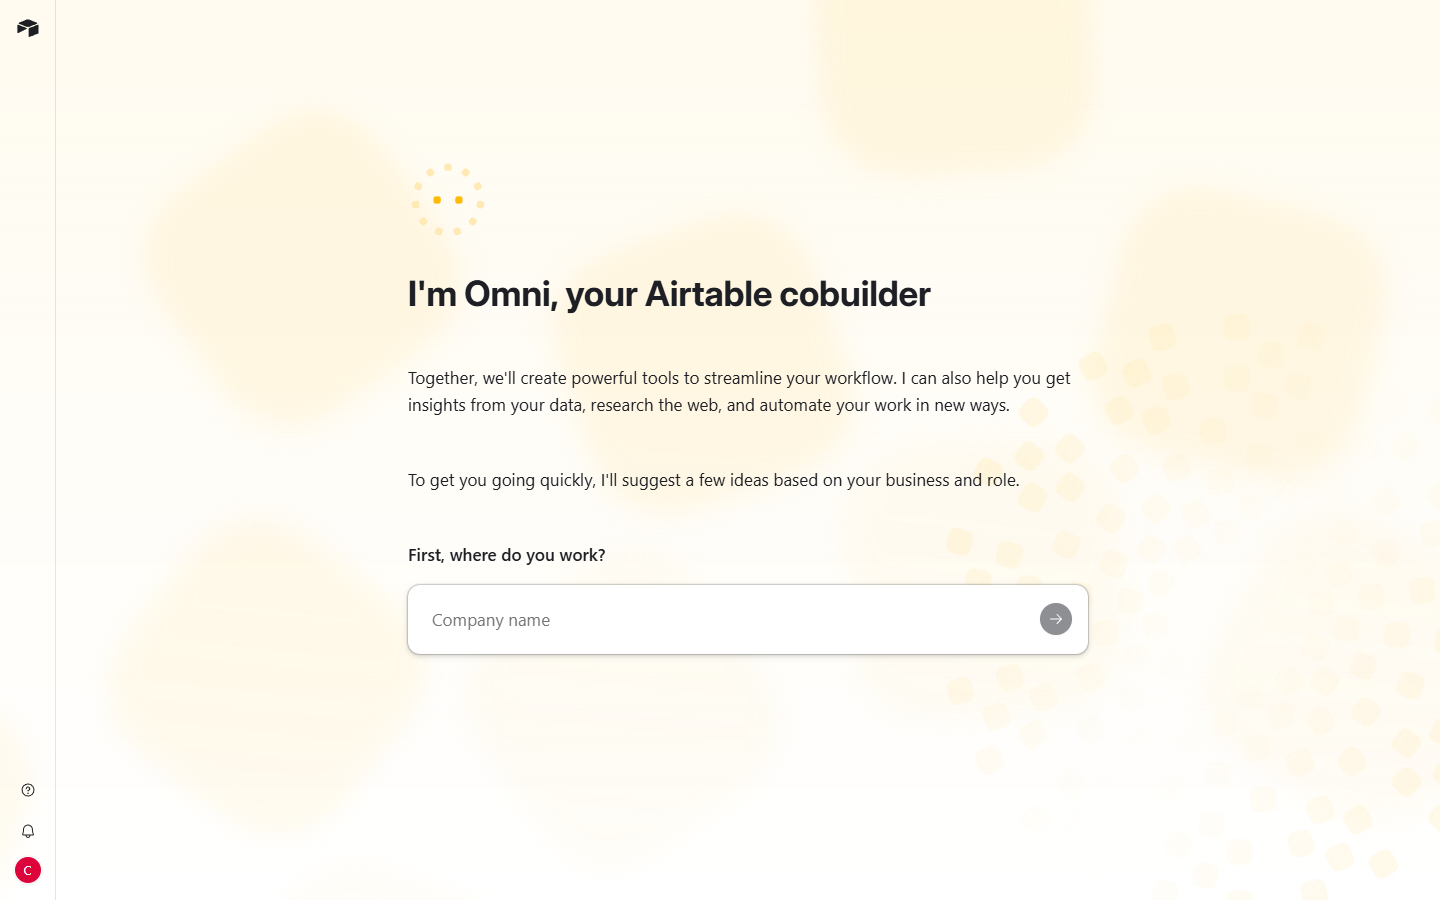 I'm Omni, your Airtable cobuilder
Together, we'll create powerful tools to streamline your workflow. I can also help you get
insights from your data, research the web, and automate your work in new ways.
To get you going quickly, I'll suggest a few ideas based on your business and role.
First, where do you work?
Company name
C